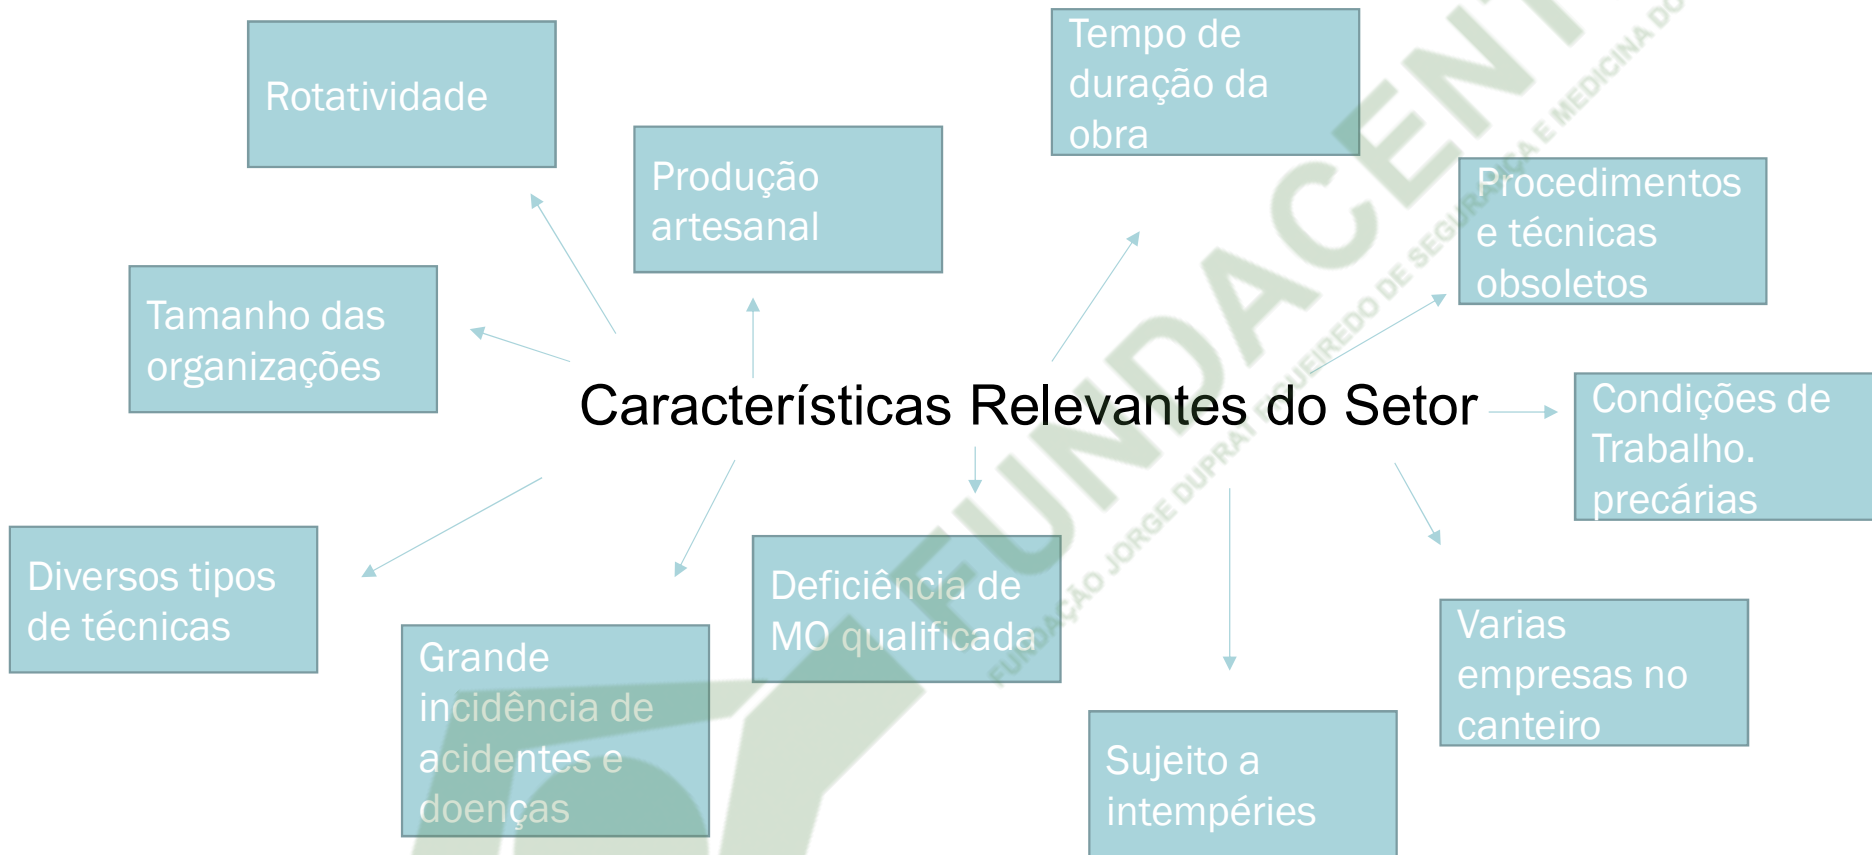 Rotatividade
Tempo de
duração da
obra
Produção
artesanal
Procedimentos
e técnicas
obsoletos
Tamanho das
organizações
Características Relevantes do Setor
Condições de
Trabalho.
precárias
Diversos tipos
de técnicas
Grande
incidência de
acidentes e
doenças
Deficiência de
MO qualificada
Varias
empresas no
canteiro
Sujeito a
intempéries
FUNDACENT
FUNDAÇÃO JORGE DUPRAT FIGUEIREDO DE SEGURANÇA E MEDICINA DO